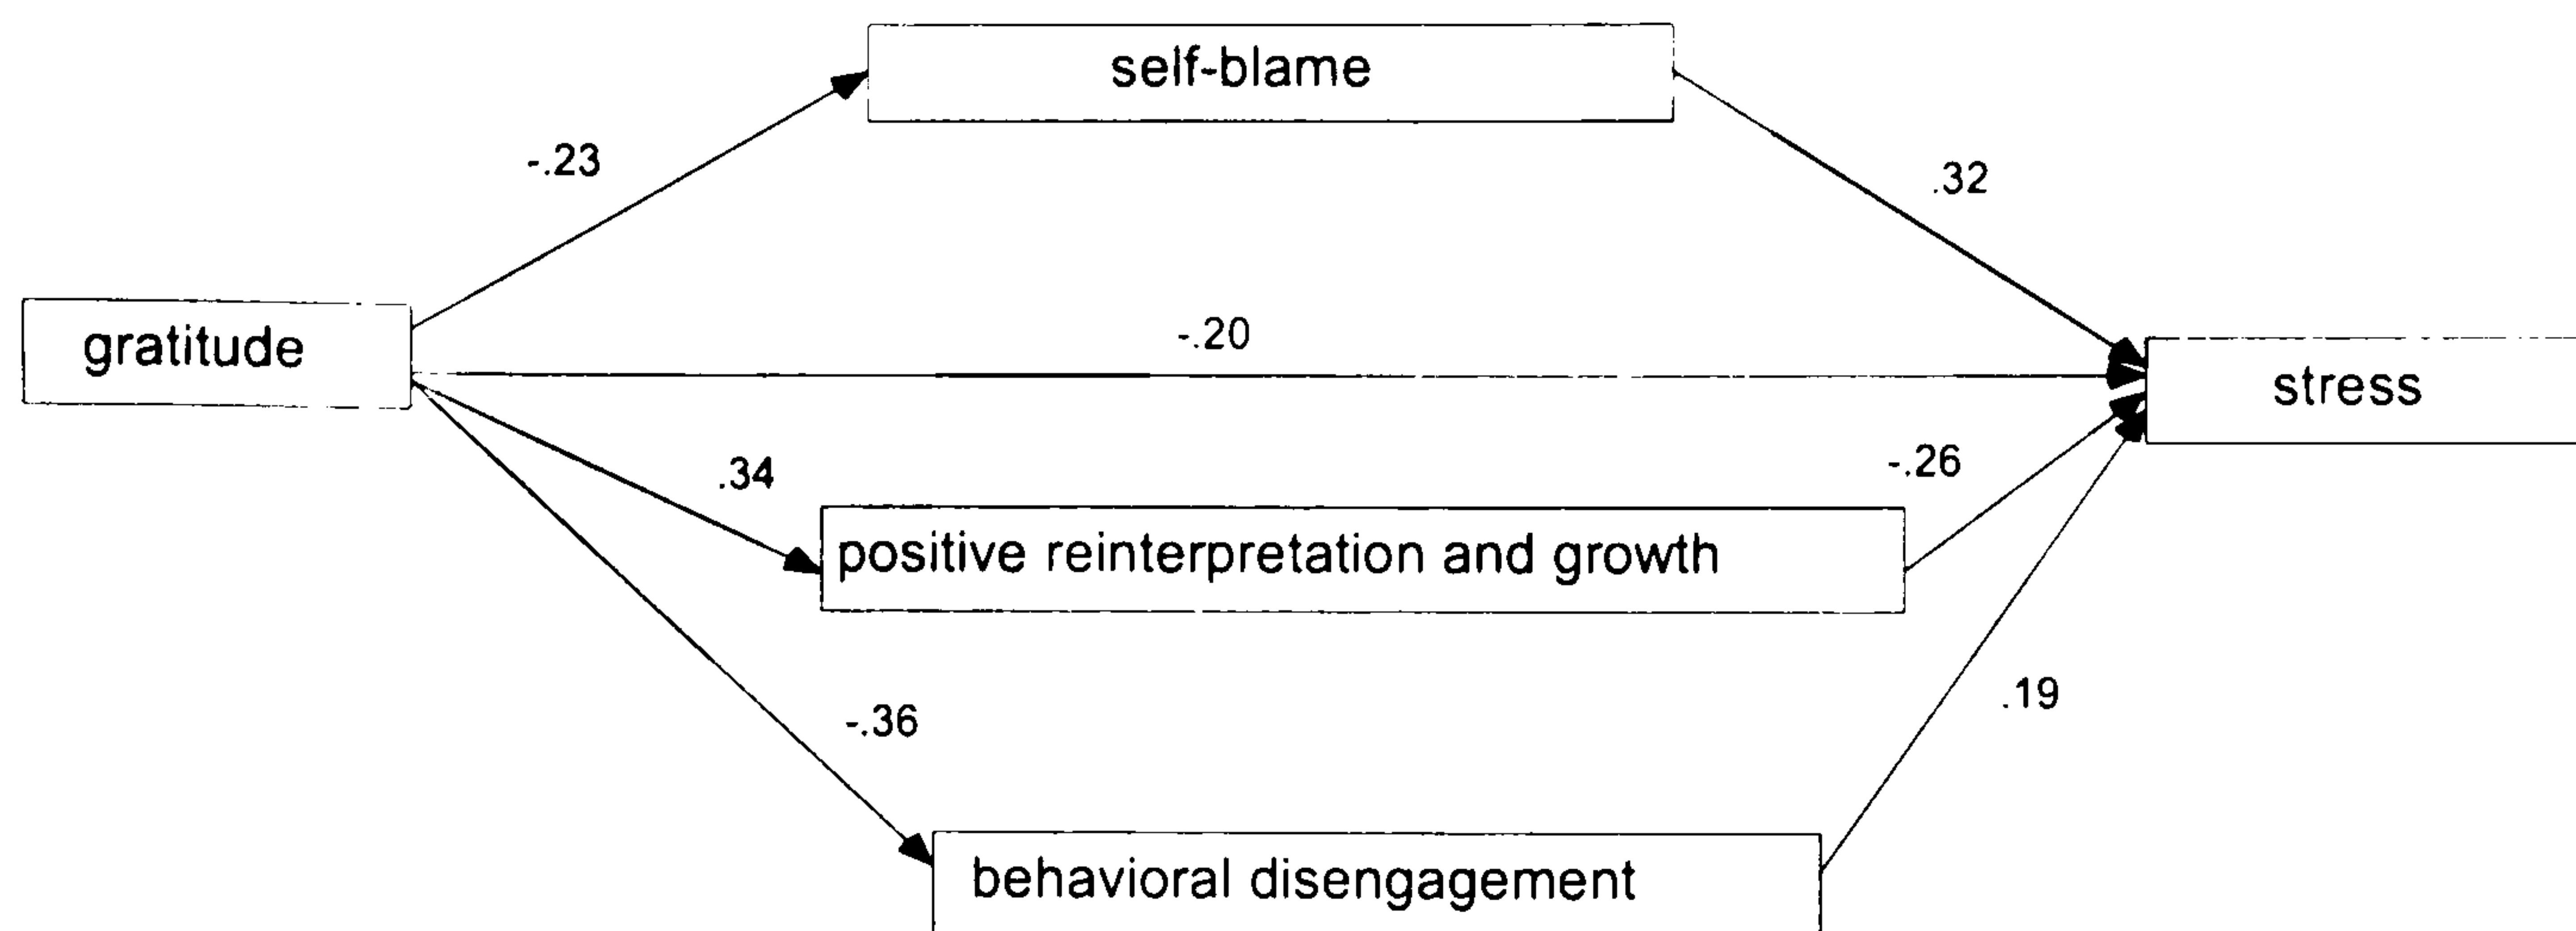 self-blame
-.23
.32
gratitude
-.20
stress
.34
-.26
positive reinterpretation and growth
-.36
.19
behavioral disengagement